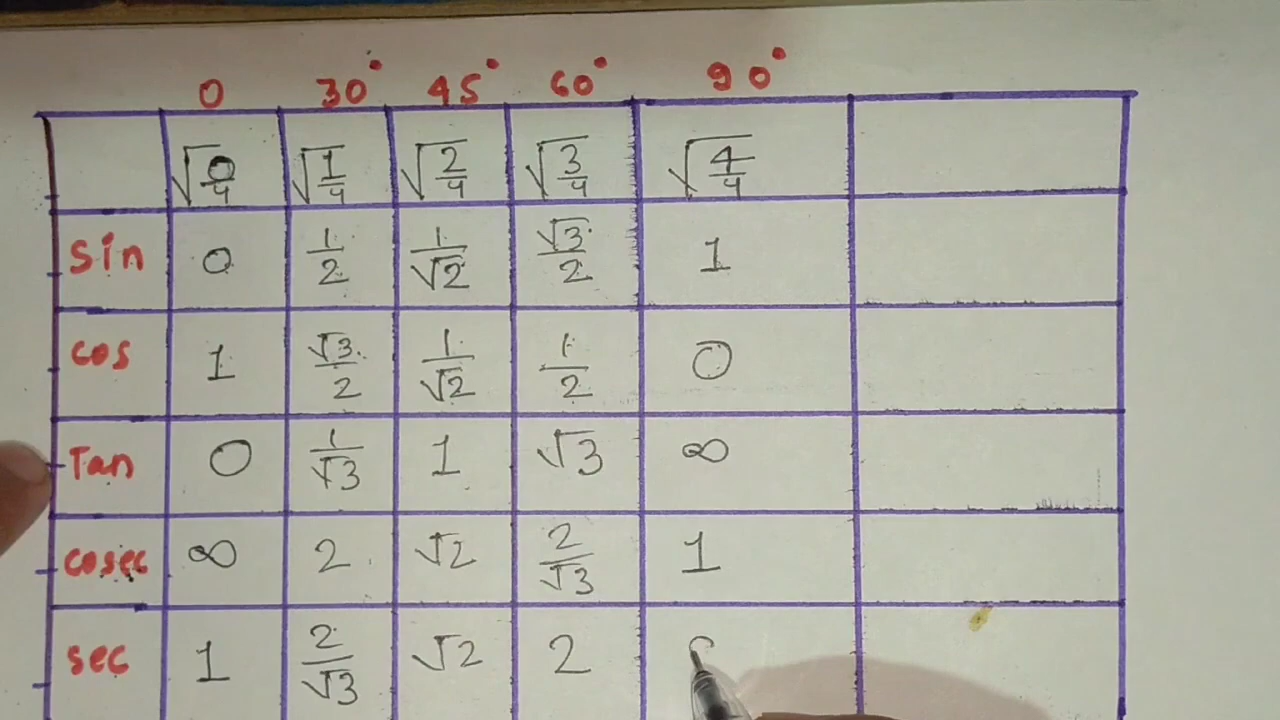 0 30° 45° 60° 90°
√0/4 √1/4 √2/4 √3/4 √4/4
Sin 0 1/2 1/√2 √3/2 1
cos 1 √3/2 1/√2 1/2 0
Tan 0 1/√3 1 √3 ∞
cosec ∞ 2 √2 2/√3 1
sec 1 2/√3 √2 2